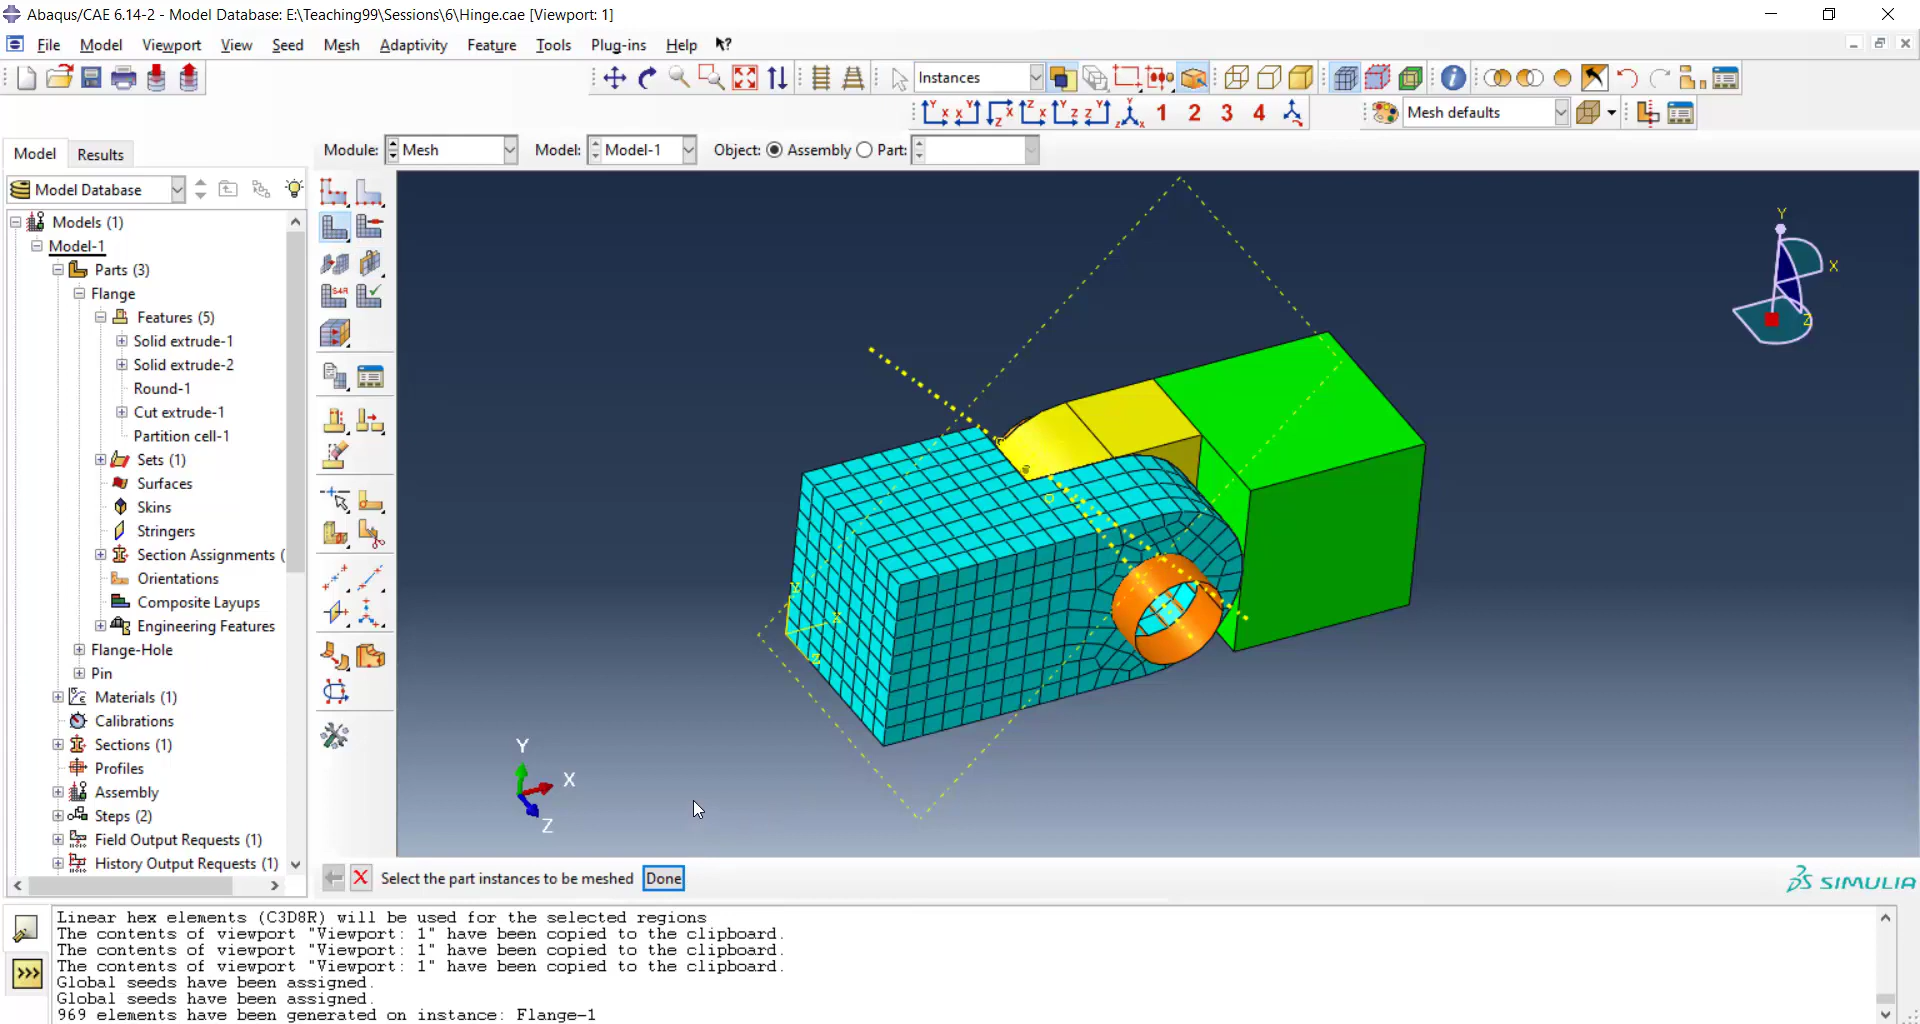 Abaqus/CAE 6.14-2 - Model Database: E:\Teaching99\Sessions\6\Hinge.cae [Viewport: 1]
File Model Viewport View Seed Mesh Adaptivity Feature Tools Plug-ins Help
Instances
1 2 3 4
Mesh defaults
Model Results
Module: Mesh Model: Model-1 Object: Assembly Part:
Model Database
Models (1)
Model-1
Parts (3)
Flange
Features (5)
Solid extrude-1
Solid extrude-2
Round-1
Cut extrude-1
Partition cell-1
Sets (1)
Surfaces
Skins
Stringers
Section Assignments (
Orientations
Composite Layups
Engineering Features
Flange-Hole
Pin
Materials (1)
Calibrations
Sections (1)
Profiles
Assembly
Steps (2)
Field Output Requests (1)
History Output Requests (1)
Y
X
Z
Y
X
Z
Select the part instances to be meshed Done
SIMULIA
Linear hex elements (C3D8R) will be used for the selected regions
The contents of viewport "Viewport: 1" have been copied to the clipboard.
The contents of viewport "Viewport: 1" have been copied to the clipboard.
The contents of viewport "Viewport: 1" have been copied to the clipboard.
Global seeds have been assigned.
Global seeds have been assigned.
969 elements have been generated on instance: Flange-1